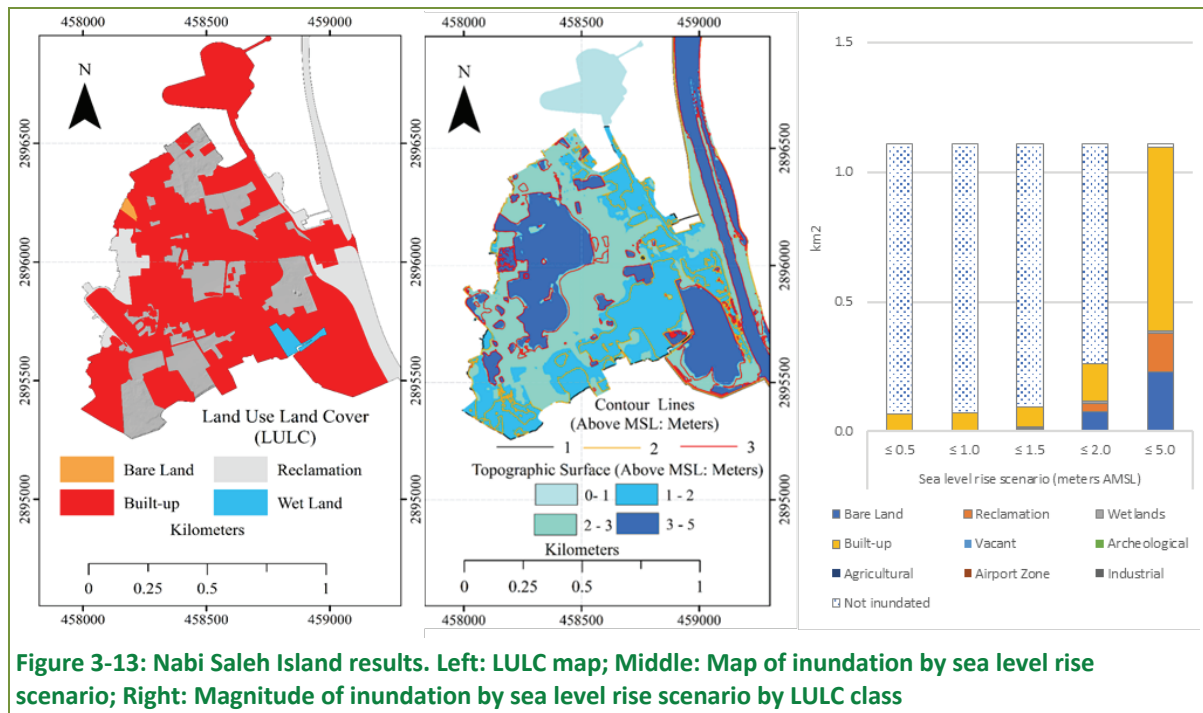 458000 458500 459000
N
2896500
2896000
2895500
2895000
Land Use Land Cover
(LULC)
Bare Land
Reclamation
Built-up
Wet Land
Kilometers
0 0.25 0.5 1
458000 458500 459000
458000 458500 459000
N
2896500
2896000
2895500
2895000
Contour Lines
(Above MSL: Meters)
1 2 3
Topographic Surface (Above MSL: Meters)
0- 1
1 - 2
2 - 3
3 - 5
Kilometers
0 0.25 0.5 1
458000 458500 459000
1.5
1.0
0.5
0.0
km2
≤ 0.5 ≤ 1.0 ≤ 1.5 ≤ 2.0 ≤ 5.0
Sea level rise scenario (meters AMSL)
Bare Land Reclamation Wetlands
Built-up Vacant Archeological
Agricultural Airport Zone Industrial
Not inundated
Figure 3-13: Nabi Saleh Island results. Left: LULC map; Middle: Map of inundation by sea level rise
scenario; Right: Magnitude of inundation by sea level rise scenario by LULC class